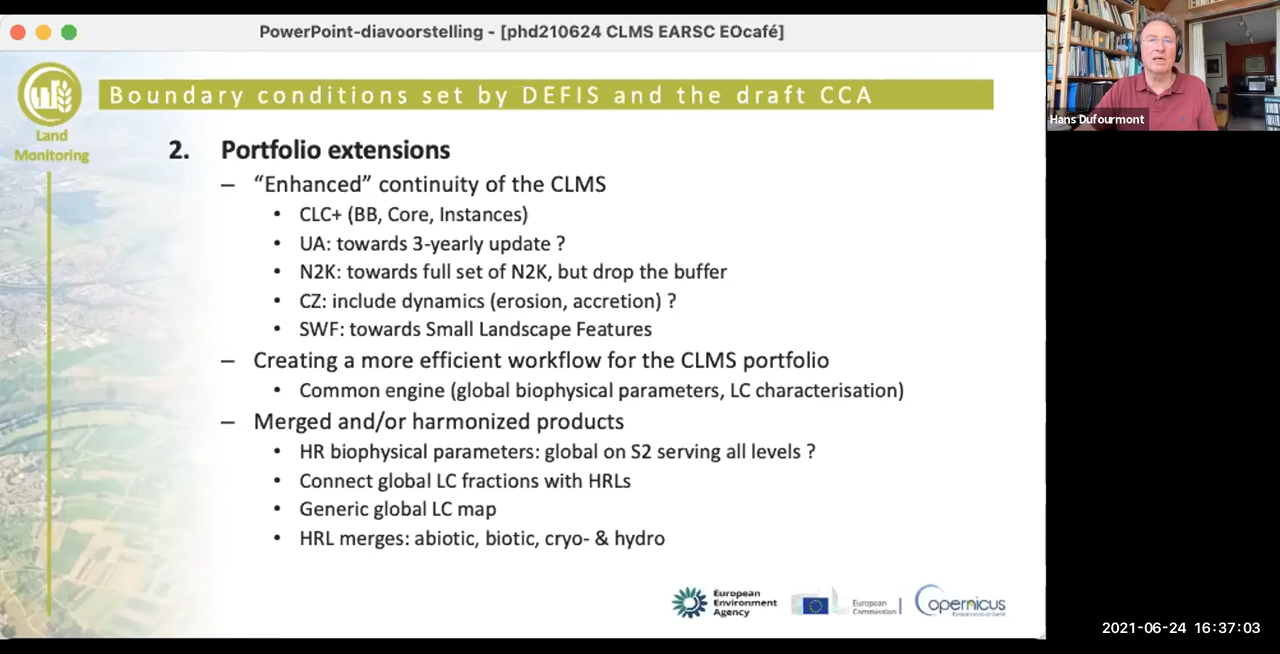 PowerPoint-diavoorstelling - [phd210624 CLMS EARSC EOcafé]
Land
Monitoring
Boundary conditions set by DEFIS and the draft CCA
2. Portfolio extensions
– “Enhanced” continuity of the CLMS
• CLC+ (BB, Core, Instances)
• UA: towards 3-yearly update ?
• N2K: towards full set of N2K, but drop the buffer
• CZ: include dynamics (erosion, accretion) ?
• SWF: towards Small Landscape Features
– Creating a more efficient workflow for the CLMS portfolio
• Common engine (global biophysical parameters, LC characterisation)
– Merged and/or harmonized products
• HR biophysical parameters: global on S2 serving all levels ?
• Connect global LC fractions with HRLs
• Generic global LC map
• HRL merges: abiotic, biotic, cryo- & hydro
European
Environment
Agency
European
Commission
Copernicus
Hans Dufourmont
2021-06-24 16:37:03